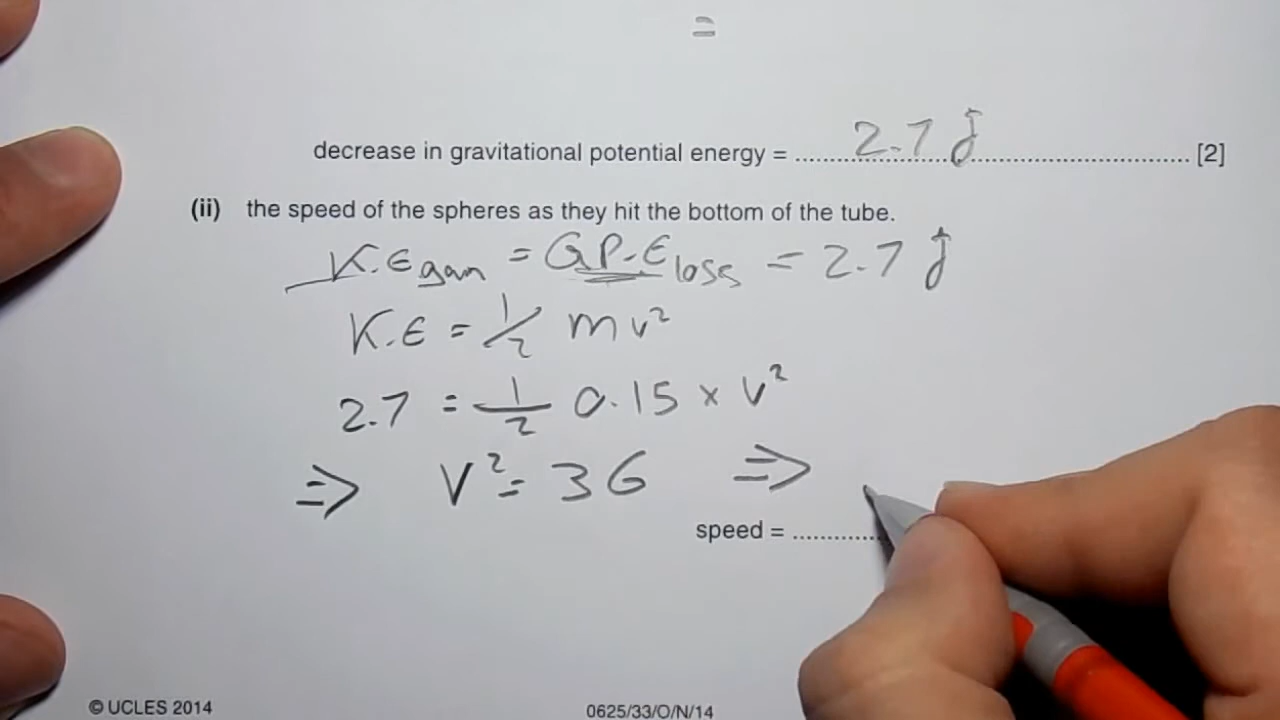 =
decrease in gravitational potential energy = ........ 2.7 J ........ [2]
(ii) the speed of the spheres as they hit the bottom of the tube.
K.E gain = GP.E loss = 2.7 J
K.E = 1/2 mv²
2.7 = 1/2 0.15 × v²
⇒ V² = 36 ⇒
speed = ............
© UCLES 2014
0625/33/O/N/14